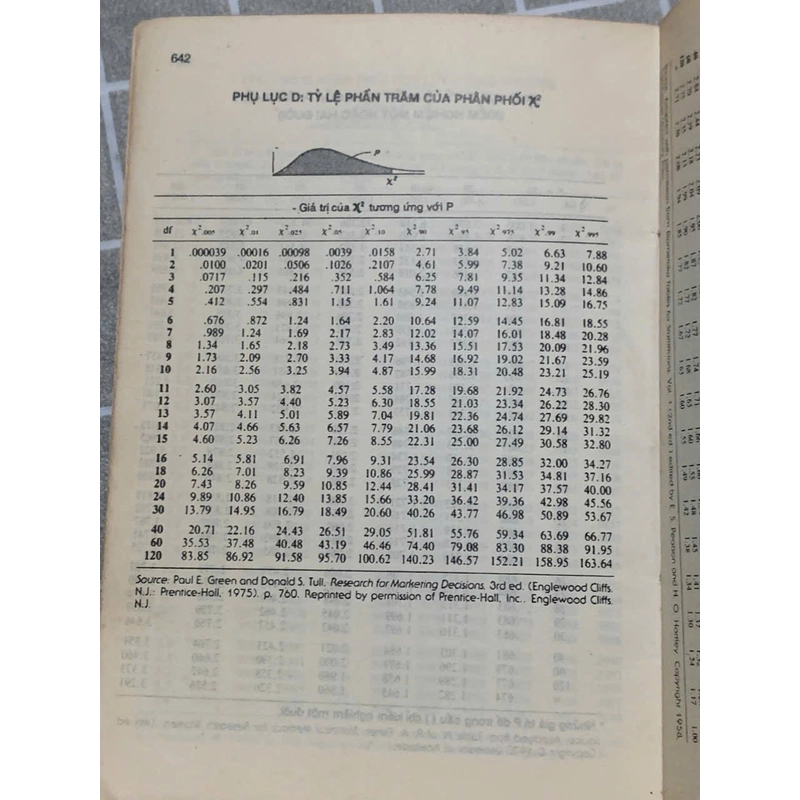 642
PHỤ LỤC D: TỶ LỆ PHẦN TRĂM CỦA PHÂN PHỐI χ²
P
χ²
- Giá trị của χ² tương ứng với P
df χ².005 χ².01 χ².025 χ².05 χ².10 χ².90 χ².95 χ².975 χ².99 χ².995
1 .000039 .00016 .00098 .0039 .0158 2.71 3.84 5.02 6.63 7.88
2 .0100 .0201 .0506 .1026 .2107 4.61 5.99 7.38 9.21 10.60
3 .0717 .115 .216 .352 .584 6.25 7.81 9.35 11.34 12.84
4 .207 .297 .484 .711 1.064 7.78 9.49 11.14 13.28 14.86
5 .412 .554 .831 1.15 1.61 9.24 11.07 12.83 15.09 16.75
6 .676 .872 1.24 1.64 2.20 10.64 12.59 14.45 16.81 18.55
7 .989 1.24 1.69 2.17 2.83 12.02 14.07 16.01 18.48 20.28
8 1.34 1.65 2.18 2.73 3.49 13.36 15.51 17.53 20.09 21.96
9 1.73 2.09 2.70 3.33 4.17 14.68 16.92 19.02 21.67 23.59
10 2.16 2.56 3.25 3.94 4.87 15.99 18.31 20.48 23.21 25.19
11 2.60 3.05 3.82 4.57 5.58 17.28 19.68 21.92 24.73 26.76
12 3.07 3.57 4.40 5.23 6.30 18.55 21.03 23.34 26.22 28.30
13 3.57 4.11 5.01 5.89 7.04 19.81 22.36 24.74 27.69 29.82
14 4.07 4.66 5.63 6.57 7.79 21.06 23.68 26.12 29.14 31.32
15 4.60 5.23 6.26 7.26 8.55 22.31 25.00 27.49 30.58 32.80
16 5.14 5.81 6.91 7.96 9.31 23.54 26.30 28.85 32.00 34.27
18 6.26 7.01 8.23 9.39 10.86 25.99 28.87 31.53 34.81 37.16
20 7.43 8.26 9.59 10.85 12.44 28.41 31.41 34.17 37.57 40.00
24 9.89 10.86 12.40 13.85 15.66 33.20 36.42 39.36 42.98 45.56
30 13.79 14.95 16.79 18.49 20.60 40.26 43.77 46.98 50.89 53.67
40 20.71 22.16 24.43 26.51 29.05 51.81 55.76 59.34 63.69 66.77
60 35.53 37.48 40.48 43.19 46.46 74.40 79.08 83.30 88.38 91.95
120 83.85 86.92 91.58 95.70 100.62 140.23 146.57 152.21 158.95 163.64
Source: Paul E. Green and Donald S. Tull, Research for Marketing Decisions, 3rd ed. (Englewood Cliffs,
N.J.: Prentice-Hall, 1975). p. 760. Reprinted by permission of Prentice-Hall, Inc., Englewood Cliffs,
N.J.